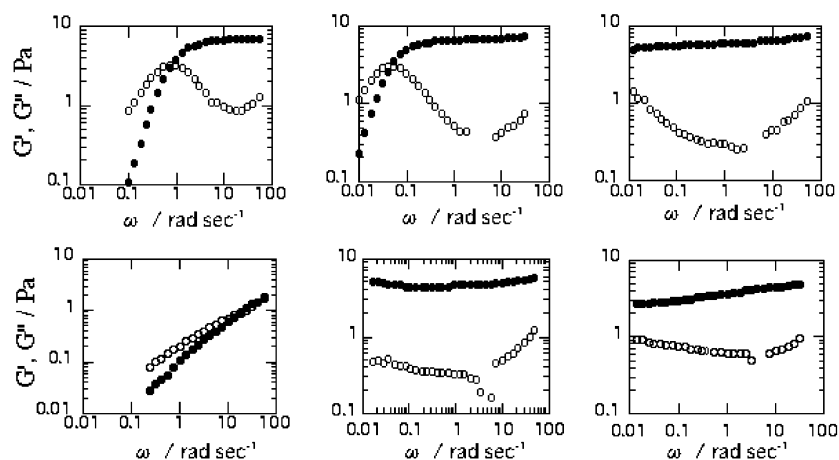 10 10 10
G', G" / Pa 1 1 1
0.1 0.1 0.1
0.01 0.1 1 10 100 0.01 0.1 1 10 100 0.01 0.1 1 10 100
ω / rad sec⁻¹ ω / rad sec⁻¹ ω / rad sec⁻¹
10 10 10
G', G" / Pa 1 1 1
0.1
0.01 0.1 0.1
0.01 0.1 1 10 100 0.01 0.1 1 10 100 0.01 0.1 1 10 100
ω / rad sec⁻¹ ω / rad sec⁻¹ ω / rad sec⁻¹